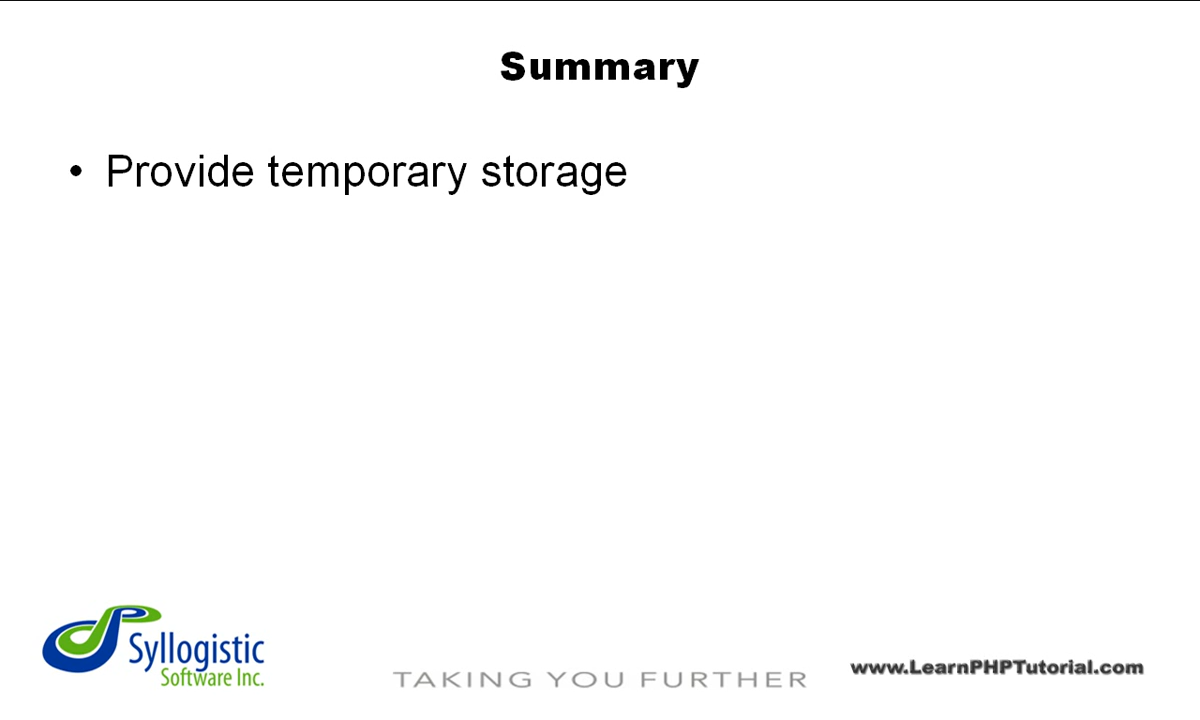 Summary
• Provide temporary storage
Syllogistic
Software Inc.
TAKING YOU FURTHER
www.LearnPHPTutorial.com